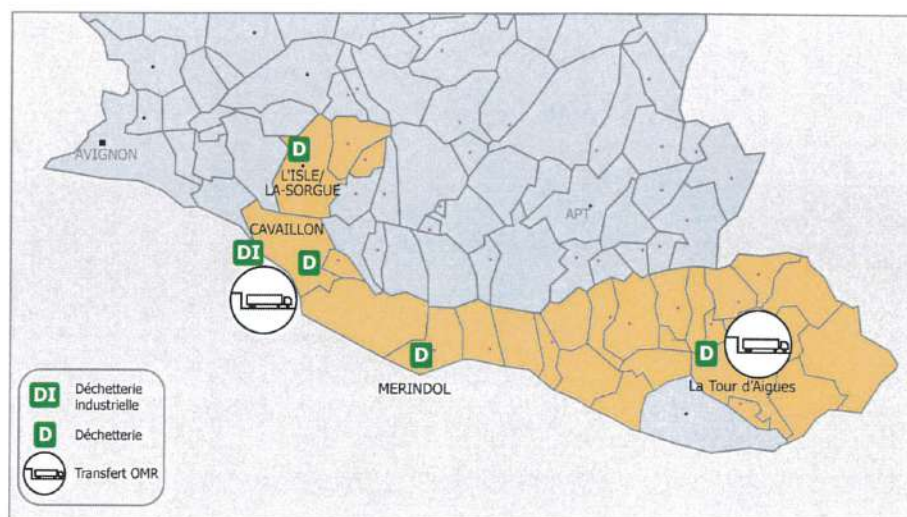 AVIGNON
D
L'ISLE/
LA-SORGUE
CAVAILLON
DI
D
APT
D
MERINDOL
D
La Tour d'Aigues
DI
Déchetterie
industrielle
D
Déchetterie
Transfert OMR